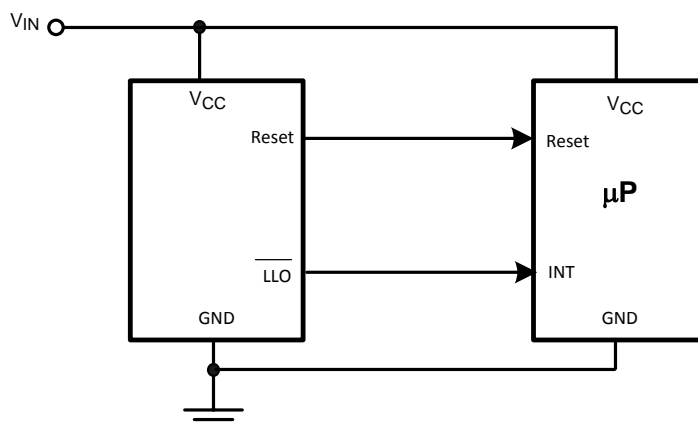 VIN
VCC
VCC
Reset
Reset
μP
LLO
INT
GND
GND